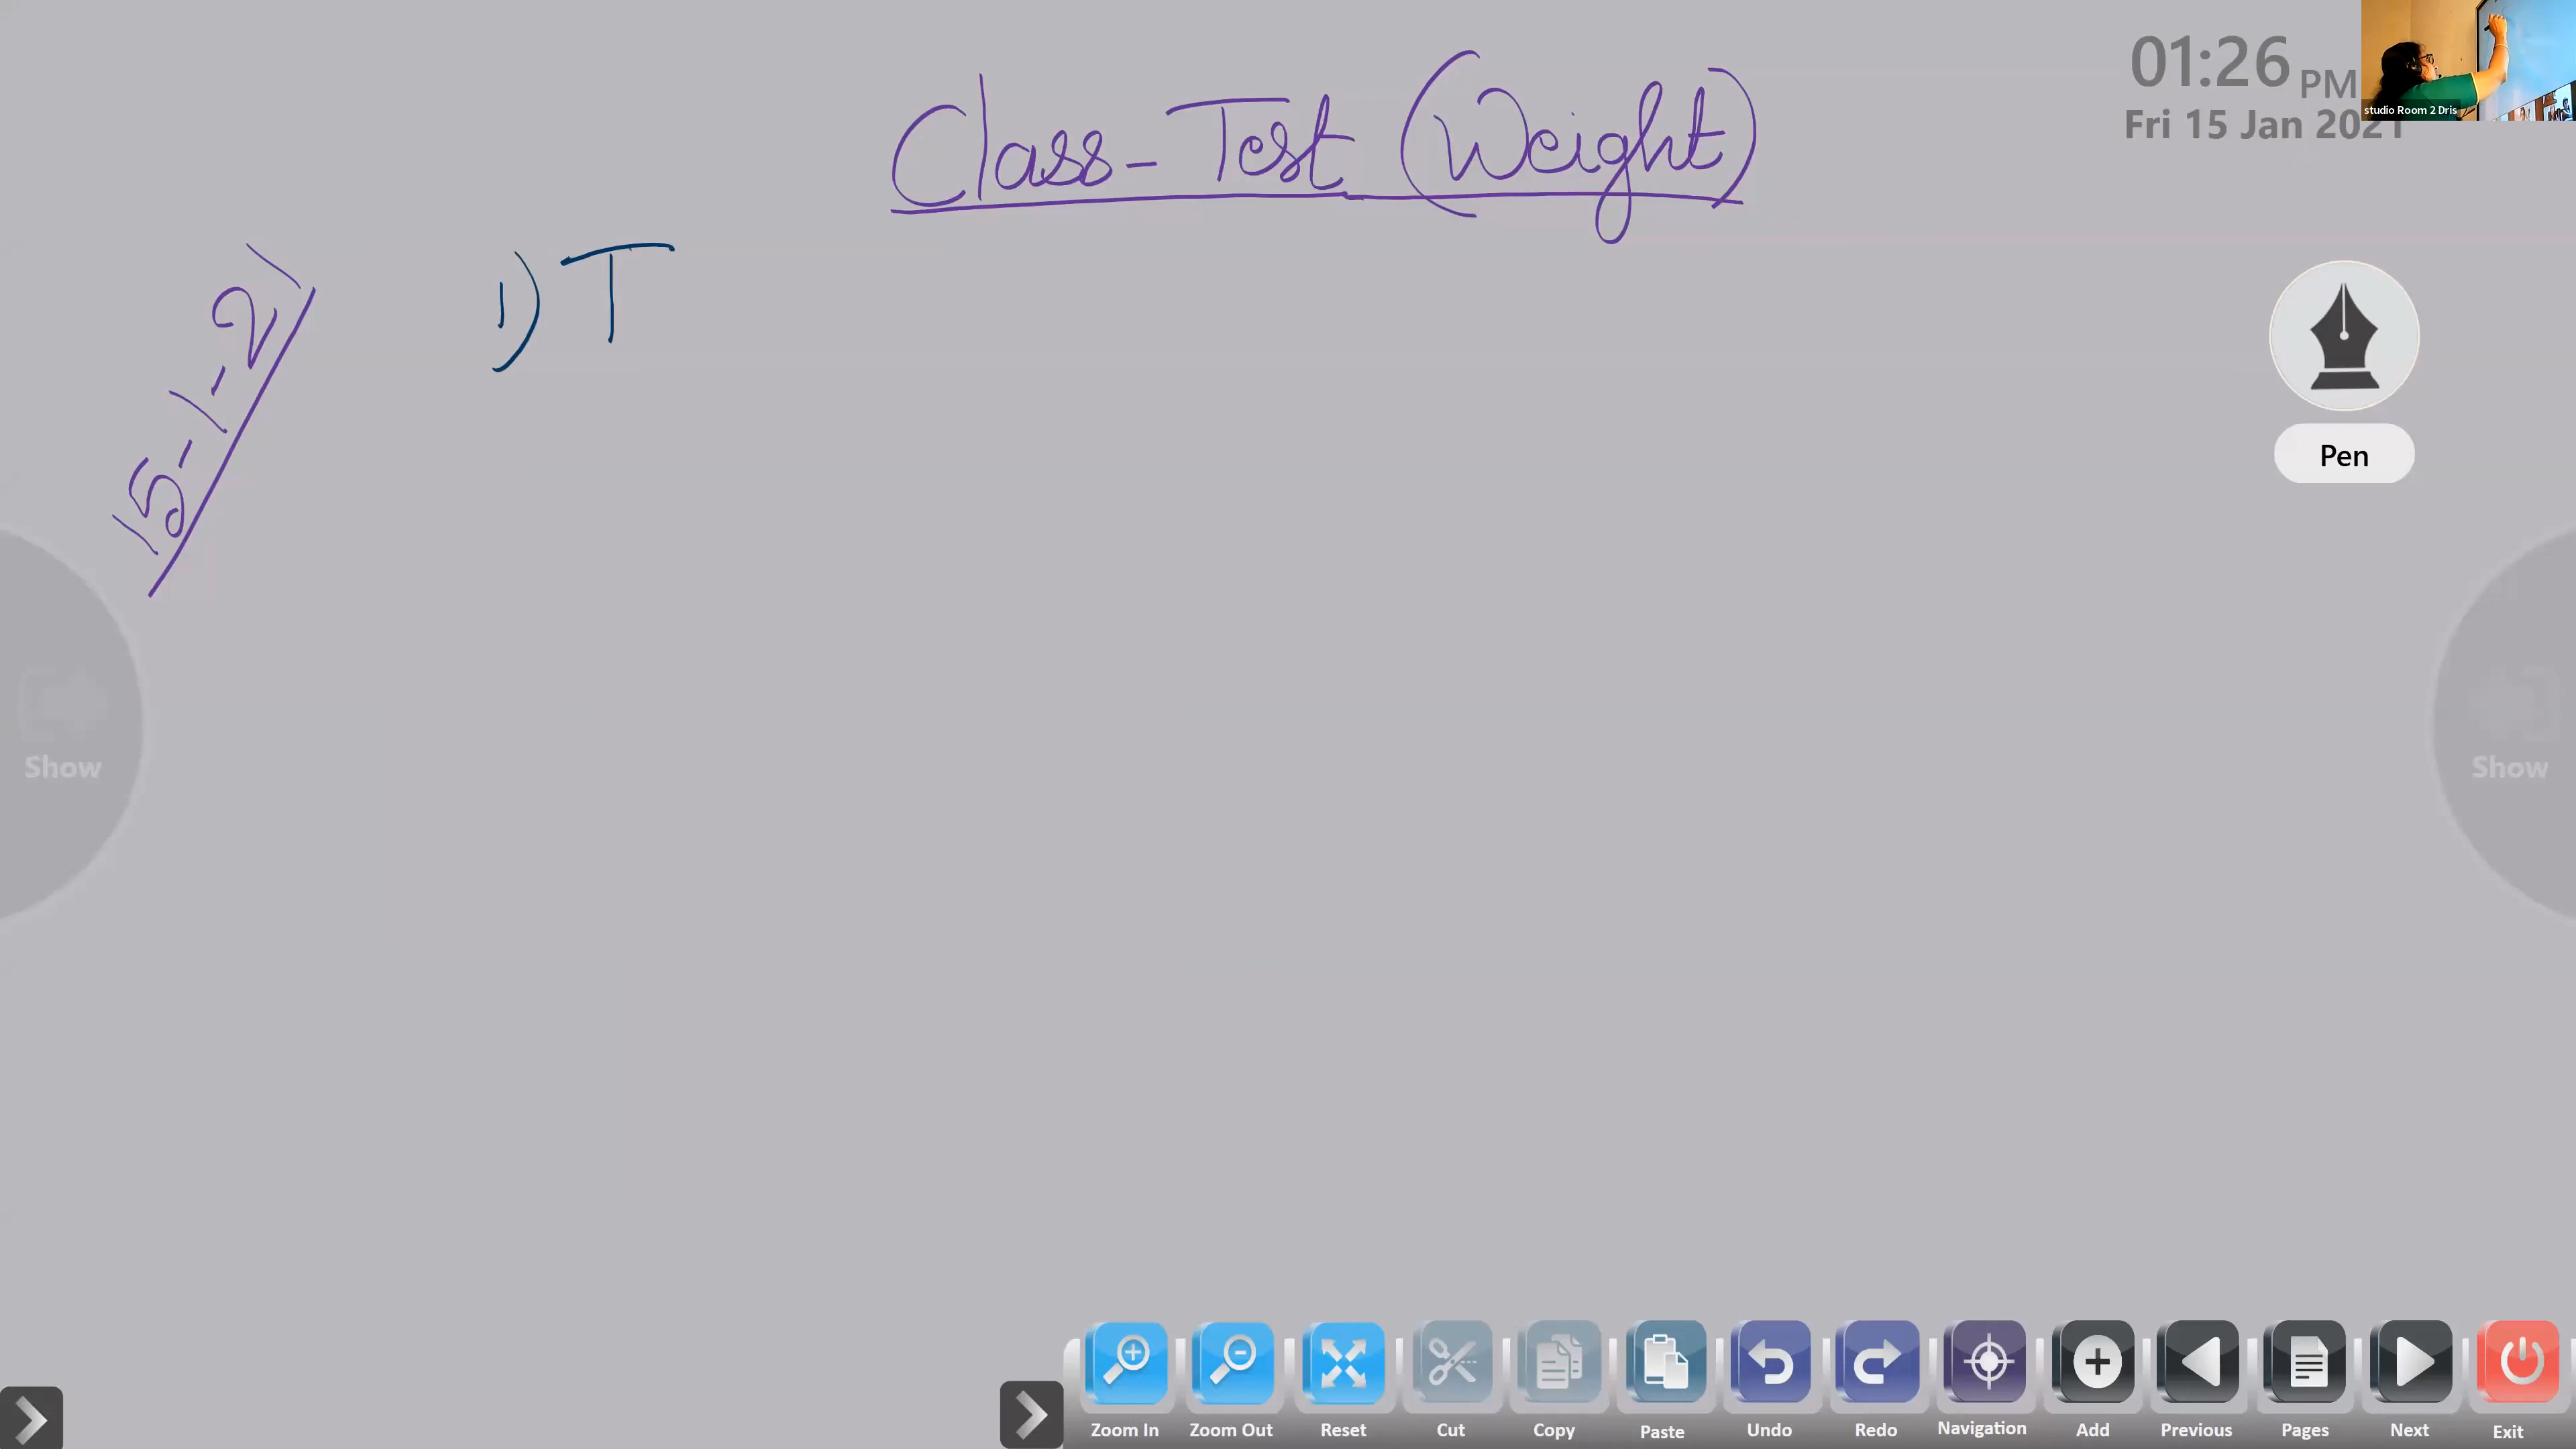 Class-Test (Weight)
01:26 PM
Fri 15 Jan 2021
studio Room 2 Dris
15-1-21
1) T
Pen
Show
Show
Zoom In
Zoom Out
Reset
Cut
Copy
Paste
Undo
Redo
Navigation
Add
Previous
Pages
Next
Exit